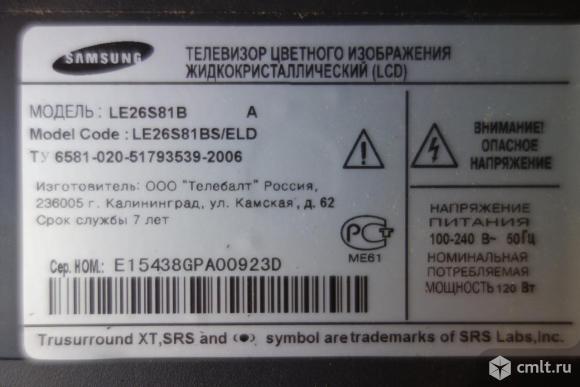 SAMSUNG
ТЕЛЕВИЗОР ЦВЕТНОГО ИЗОБРАЖЕНИЯ
ЖИДКОКРИСТАЛЛИЧЕСКИЙ (LCD)
МОДЕЛЬ: LE26S81B A
Model Code : LE26S81BS/ELD
ТУ 6581-020-51793539-2006
Изготовитель: ООО "Телебалт" Россия,
236005 г. Калининград, ул. Камская, д. 62
Срок службы 7 лет
РСТ
МЕ61
Сер. НОМ.: E15438GPA00923D
ВНИМАНИЕ!
ОПАСНОЕ
НАПРЯЖЕНИЕ
НАПРЯЖЕНИЕ
ПИТАНИЯ
100-240 В~ 50Гц
НОМИНАЛЬНАЯ
ПОТРЕБЛЯЕМАЯ
МОЩНОСТЬ 120 Вт
Trusurround XT,SRS and (●) symbol are trademarks of SRS Labs,Inc.
cmlt.ru